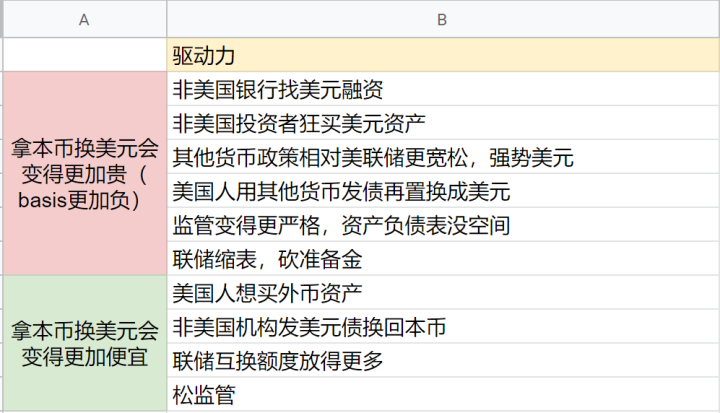 A
B
驱动力
拿本币换美元会
变得更加贵（
basis更加负）
非美国银行找美元融资
非美国投资者狂买美元资产
其他货币政策相对美联储更宽松，强势美元
美国人用其他货币发债再置换成美元
监管变得更严格，资产负债表没空间
联储缩表，砍准备金
拿本币换美元会
变得更加便宜
美国人想买外币资产
非美国机构发美元债换回本币
联储互换额度放得更多
松监管